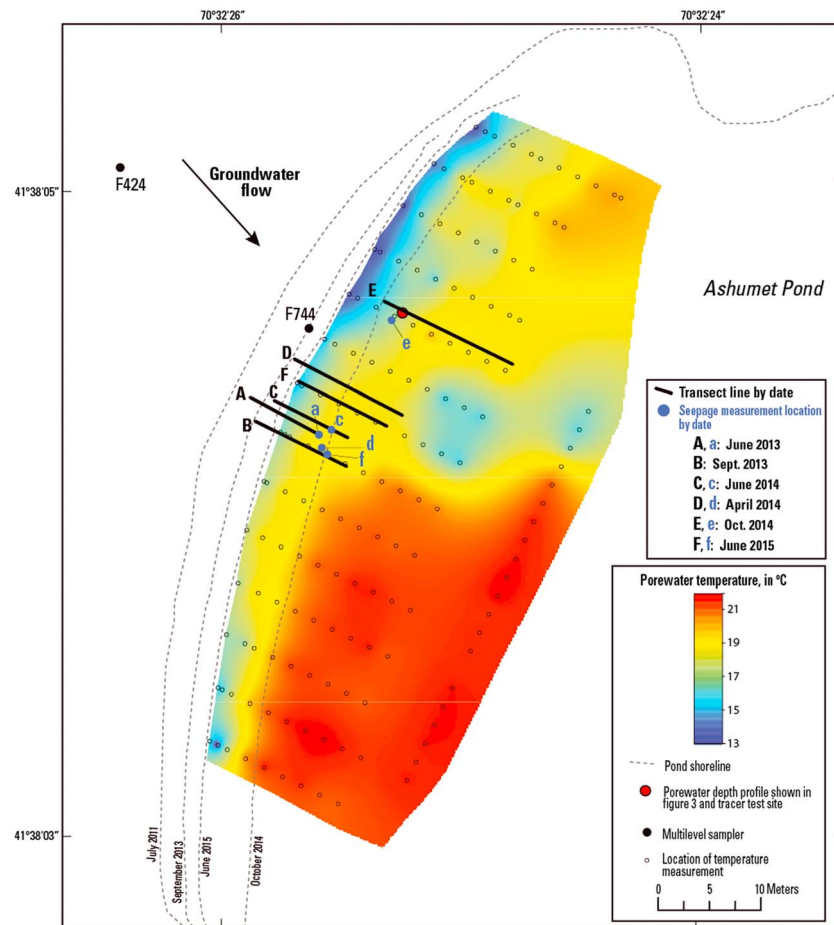 70°32'26"
70°32'24"
41°38'05"
F424
Groundwater
flow
Ashumet Pond
E
F744
e
D
F
A
C
a
c
B
d
f
Transect line by date
Seepage measurement location
by date
A, a: June 2013
B: Sept. 2013
C, c: June 2014
D, d: April 2014
E, e: Oct. 2014
F, f: June 2015
Porewater temperature, in ºC
21
19
17
15
13
Pond shoreline
Porewater depth profile shown in
figure 3 and tracer test site
Multilevel sampler
Location of temperature
measurement
0 5 10 Meters
41°38'03"
July 2011
September 2013
June 2015
October 2014